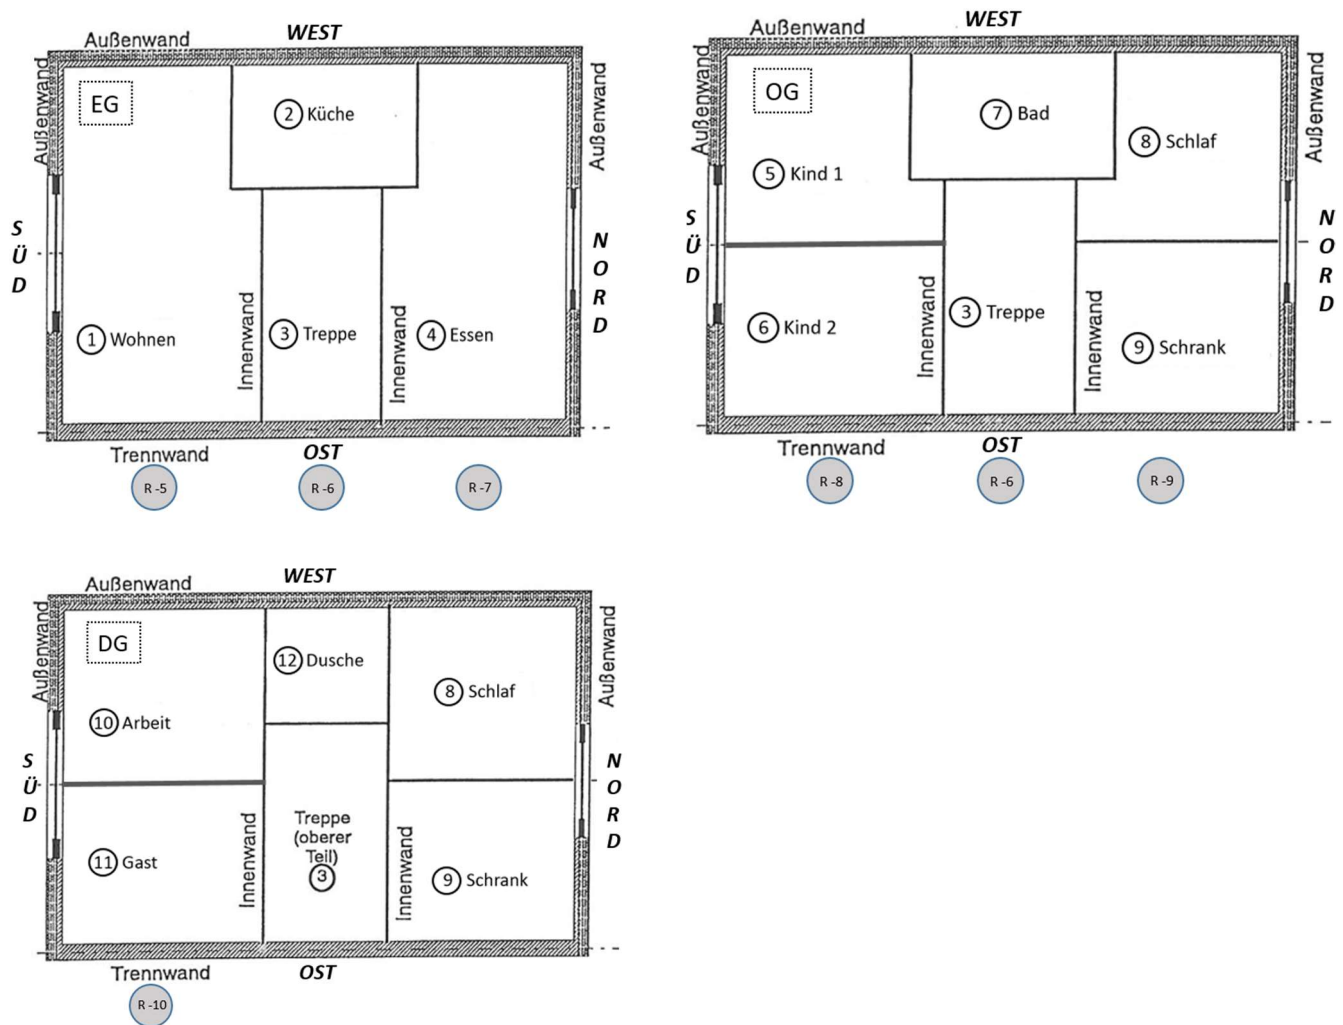 Außenwand
WEST
Außenwand
EG
2 Küche
Außenwand
SÜD
NORD
1 Wohnen
Innenwand
3 Treppe
Innenwand
4 Essen
Trennwand
OST
R -5
R -6
R -7
Außenwand
WEST
Außenwand
OG
7 Bad
8 Schlaf
Außenwand
5 Kind 1
SÜD
NORD
6 Kind 2
Innenwand
3 Treppe
Innenwand
9 Schrank
Trennwand
OST
R -8
R -6
R -9
Außenwand
WEST
Außenwand
DG
12 Dusche
8 Schlaf
Außenwand
10 Arbeit
SÜD
NORD
11 Gast
Innenwand
Treppe
(oberer
Teil)
3
Innenwand
9 Schrank
Trennwand
OST
R -10